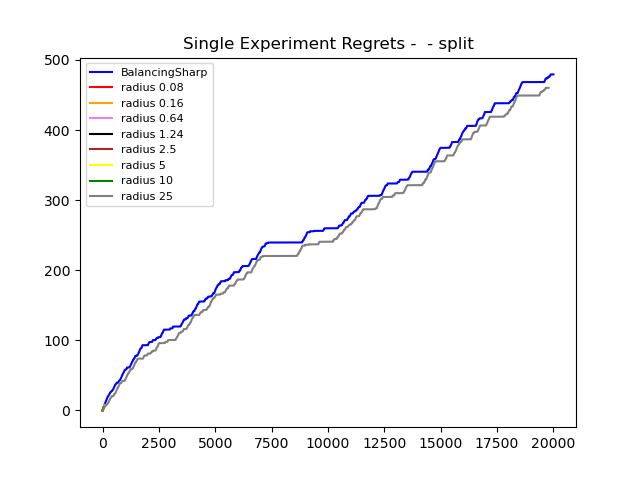 Single Experiment Regrets -  - split
500
400
300
200
100
0
BalancingSharp
radius 0.08
radius 0.16
radius 0.64
radius 1.24
radius 2.5
radius 5
radius 10
radius 25
0 2500 5000 7500 10000 12500 15000 17500 20000